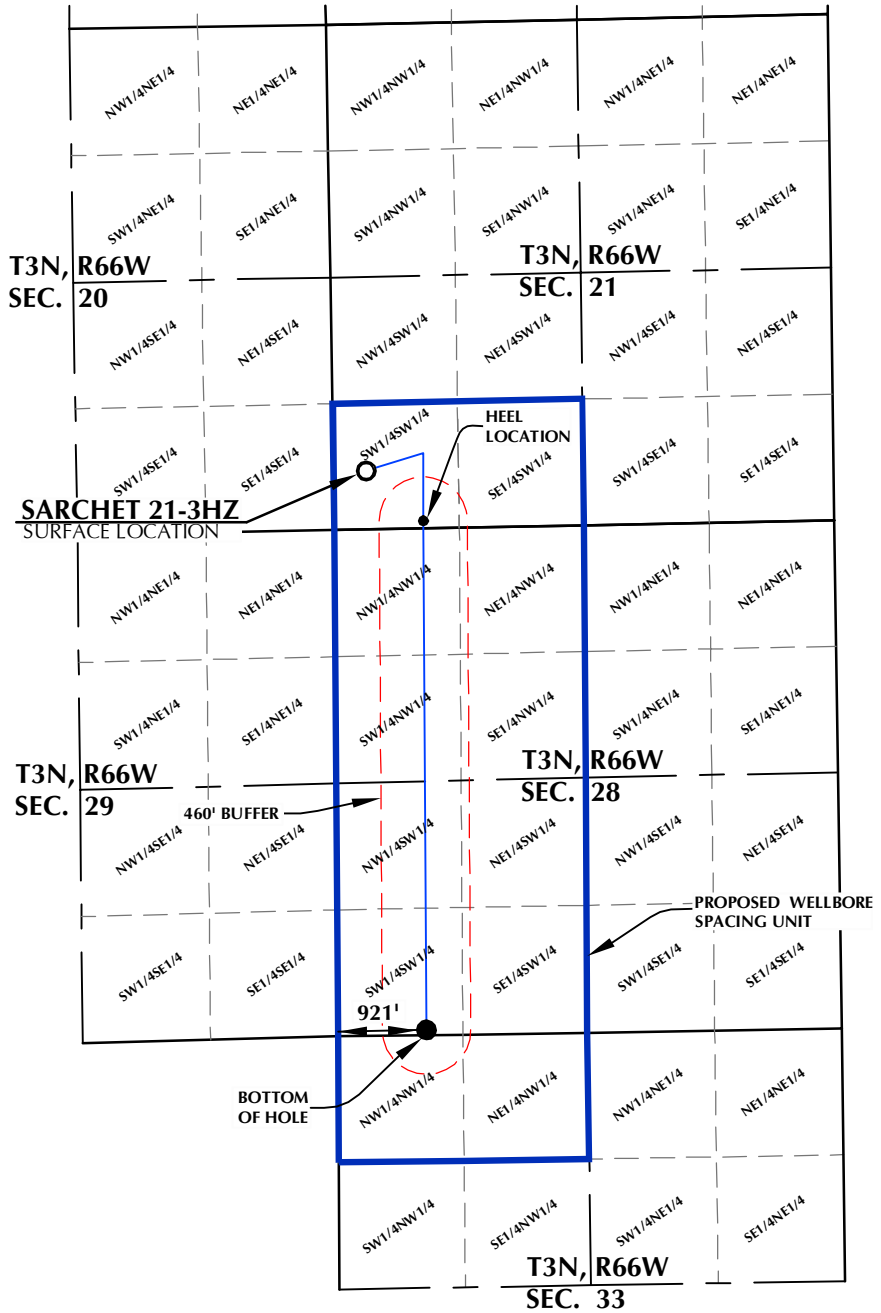 NW1/4NE1/4 NE1/4NE1/4 NW1/4NW1/4 NE1/4NW1/4 NW1/4NE1/4 NE1/4NE1/4
SW1/4NE1/4 SE1/4NE1/4 SW1/4NW1/4 SE1/4NW1/4 SW1/4NE1/4 SE1/4NE1/4
T3N, R66W
SEC. 20
T3N, R66W
SEC. 21
NW1/4SE1/4 NE1/4SE1/4 NW1/4SW1/4 NE1/4SW1/4 NW1/4SE1/4 NE1/4SE1/4
SW1/4SE1/4 SE1/4SE1/4 SW1/4SW1/4 SE1/4SW1/4 SW1/4SE1/4 SE1/4SE1/4
HEEL
LOCATION
SARCHET 21-3HZ
SURFACE LOCATION
NW1/4NE1/4 NE1/4NE1/4 NW1/4NW1/4 NE1/4NW1/4 NW1/4NE1/4 NE1/4NE1/4
SW1/4NE1/4 SE1/4NE1/4 SW1/4NW1/4 SE1/4NW1/4 SW1/4NE1/4 SE1/4NE1/4
T3N, R66W
SEC. 29
T3N, R66W
SEC. 28
460' BUFFER
NW1/4SE1/4 NE1/4SE1/4 NW1/4SW1/4 NE1/4SW1/4 NW1/4SE1/4 NE1/4SE1/4
PROPOSED WELLBORE
SPACING UNIT
SW1/4SE1/4 SE1/4SE1/4 SW1/4SW1/4 SE1/4SW1/4 SW1/4SE1/4 SE1/4SE1/4
921'
BOTTOM
OF HOLE
NW1/4NW1/4 NE1/4NW1/4 NW1/4NE1/4 NE1/4NE1/4
SW1/4NW1/4 SE1/4NW1/4 SW1/4NE1/4 SE1/4NE1/4
T3N, R66W
SEC. 33